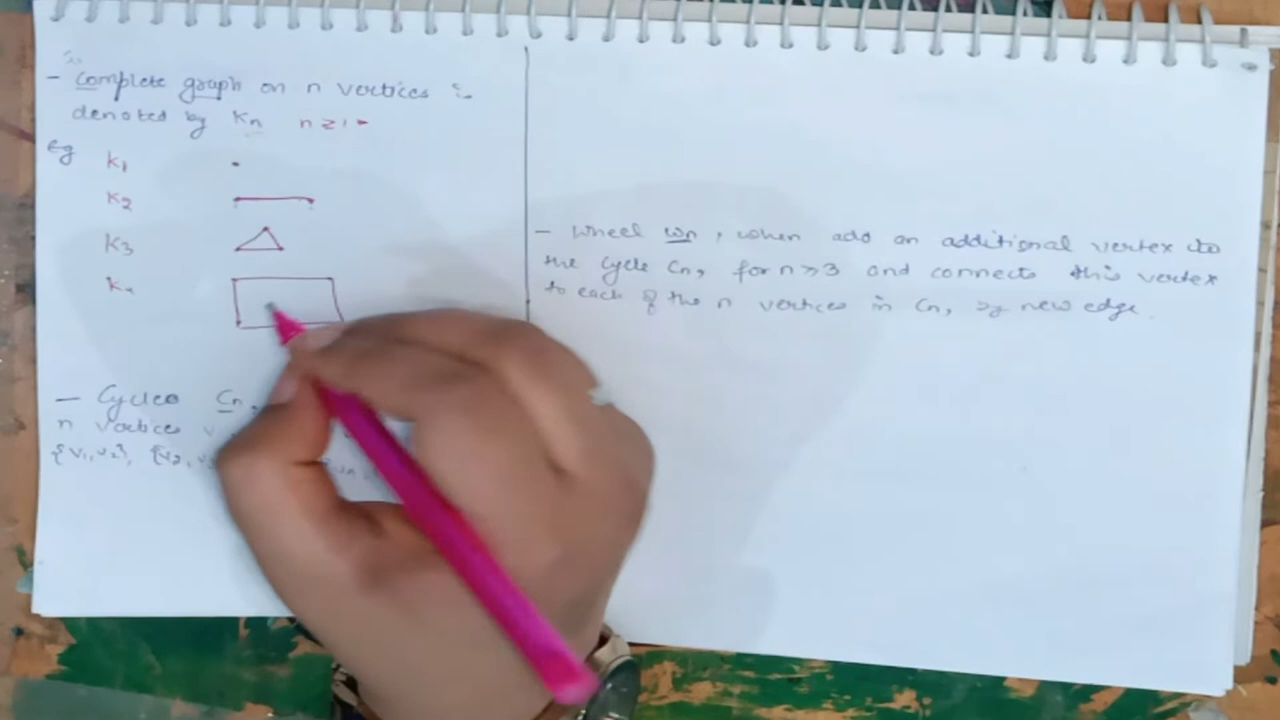 - Complete graph on n vertices :-
denoted by Kn n ≥ 1 -
eg K1
K2
K3
K4
- Cycles Cn,
n vertices v
{v1,v2}, {v2, v
- Wheel wn, when add an additional vertex to
the cycle Cn, for n ≥ 3 and connects this vertex
to each of the n vertices in Cn, by new edge.